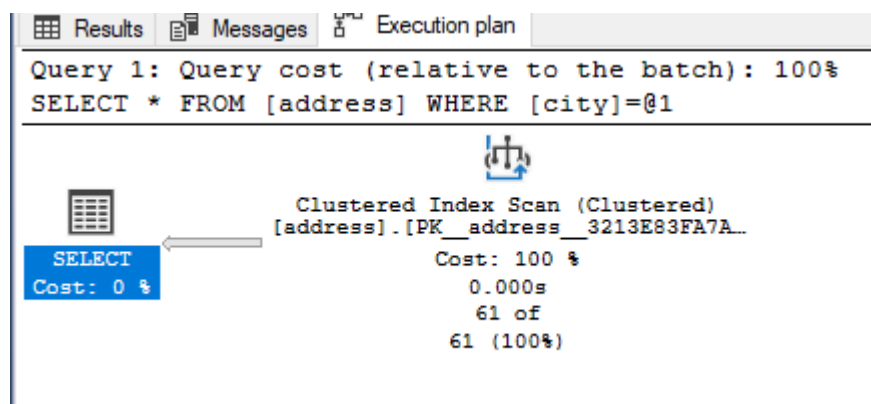 Results Messages Execution plan
Query 1: Query cost (relative to the batch): 100%
SELECT * FROM [address] WHERE [city]=@1
Clustered Index Scan (Clustered)
[address].[PK__address__3213E83FA7A…
Cost: 100 %
0.000s
61 of
61 (100%)
SELECT
Cost: 0 %